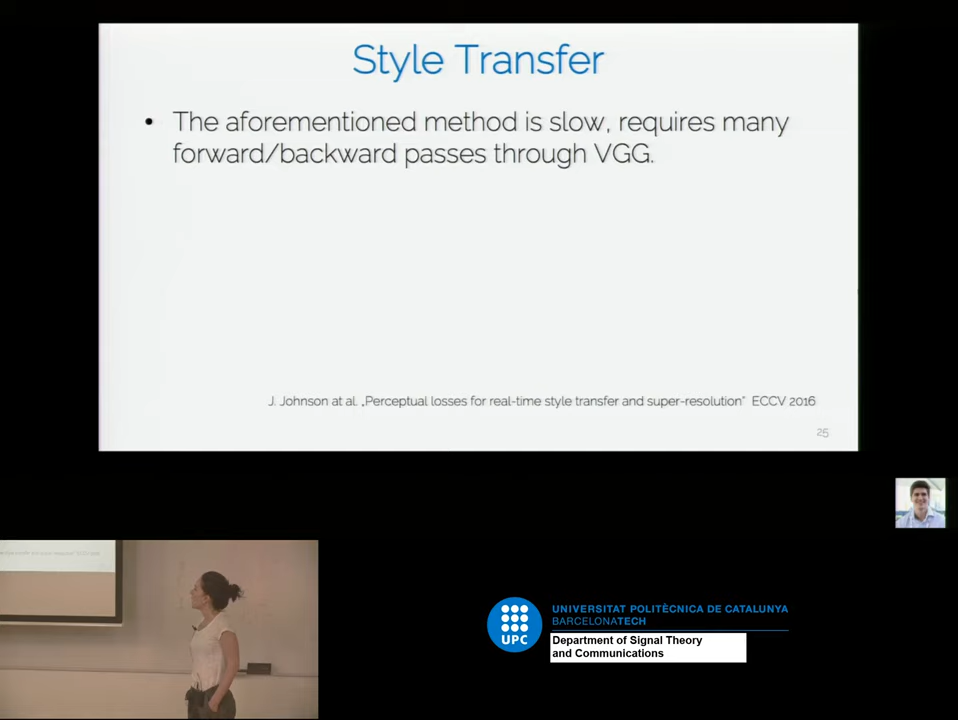 Style Transfer
• The aforementioned method is slow, requires many
forward/backward passes through VGG.
J. Johnson at al. „Perceptual losses for real-time style transfer and super-resolution“ ECCV 2016
25
UPC
UNIVERSITAT POLITÈCNICA DE CATALUNYA
BARCELONATECH
Department of Signal Theory
and Communications